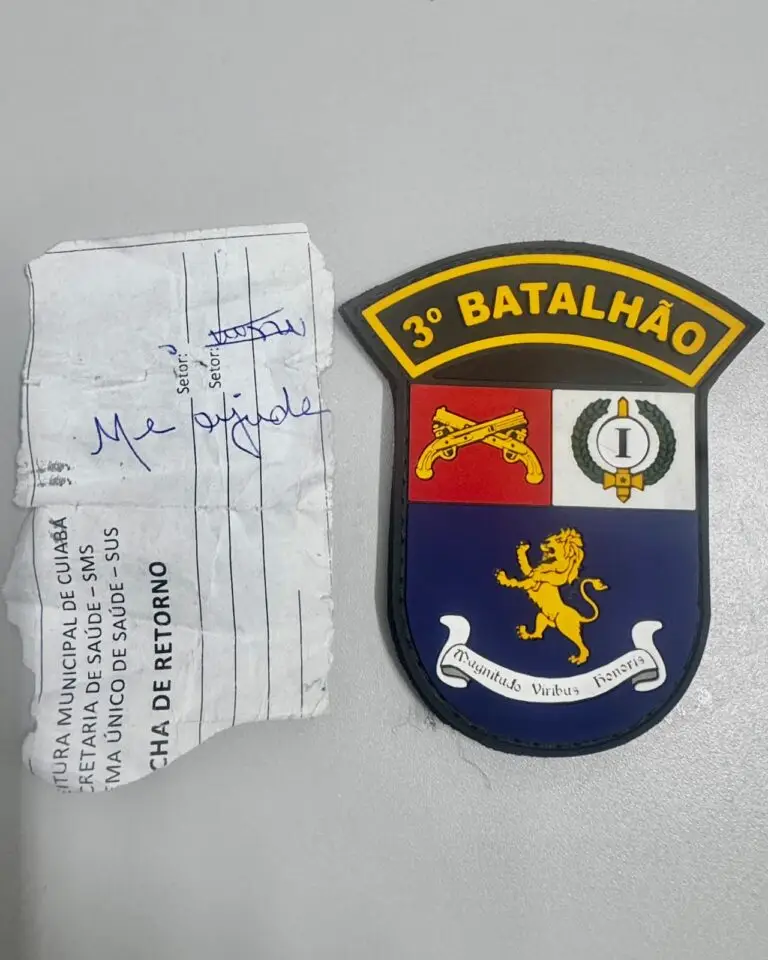 Setor:
Setor:
Me ajude
TURA MUNICIPAL DE CUIABÁ
CRETARIA DE SAÚDE – SMS
MA ÚNICO DE SAÚDE – SUS
CHA DE RETORNO
3º BATALHÃO
I
Magnitudo Viribus Honoris